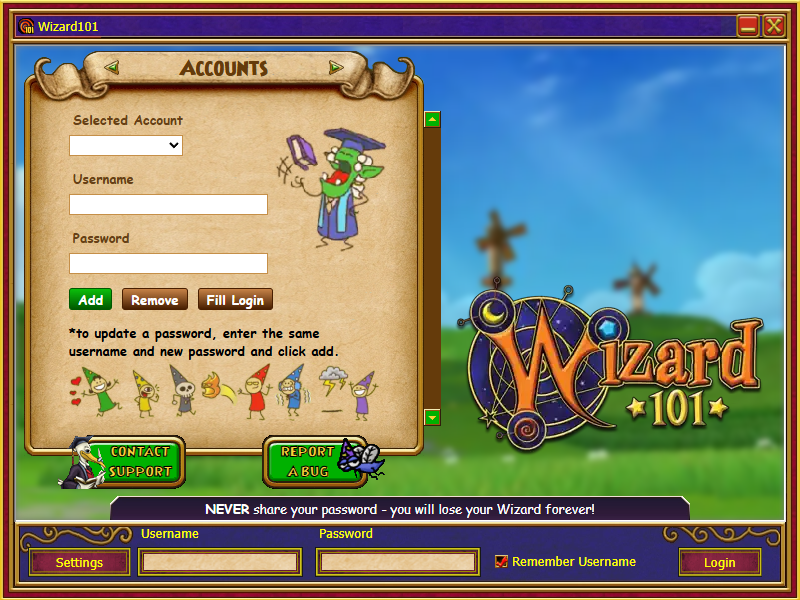 Wizard101
ACCOUNTS
Selected Account
Username
Password
Add
Remove
Fill Login
*to update a password, enter the same
username and new password and click add.
CONTACT
SUPPORT
REPORT
A BUG
Wizard
101
NEVER share your password - you will lose your Wizard forever!
Username
Password
Settings
Remember Username
Login